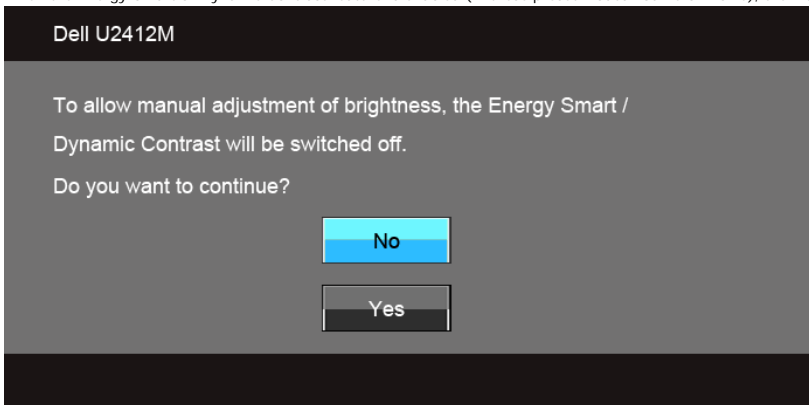 Dell U2412M
To allow manual adjustment of brightness, the Energy Smart /
Dynamic Contrast will be switched off.
Do you want to continue?
No
Yes